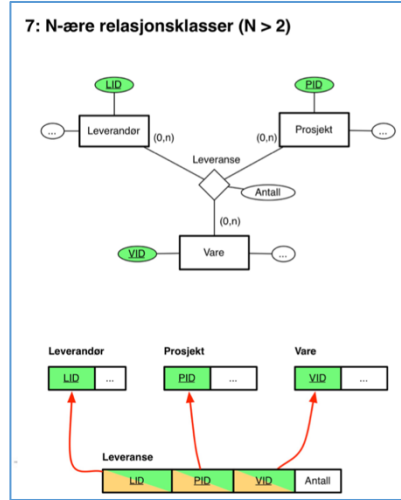 7: N-ære relasjonsklasser (N > 2)
LID
PID
... Leverandør (0,n) (0,n) Prosjekt ...
Leveranse
Antall
(0,n)
VID Vare ...
Leverandør Prosjekt Vare
LID ... PID ... VID ...
Leveranse
LID PID VID Antall